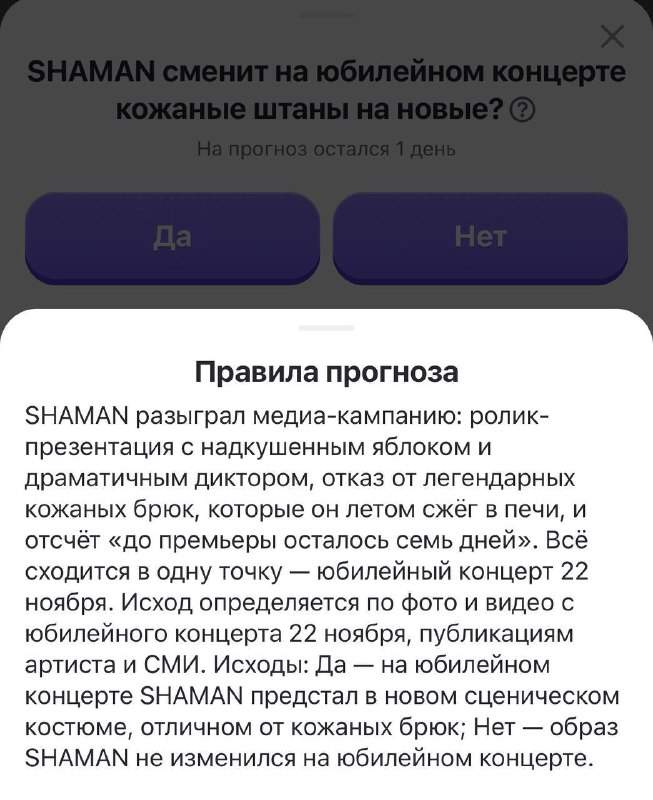 SHAMAN сменит на юбилейном концерте
кожаные штаны на новые?
На прогноз остался 1 день
Да
Нет
Правила прогноза
SHAMAN разыграл медиа-кампанию: ролик-
презентация с надкушенным яблоком и
драматичным диктором, отказ от легендарных
кожаных брюк, которые он летом сжёг в печи, и
отсчёт «до премьеры осталось семь дней». Всё
сходится в одну точку — юбилейный концерт 22
ноября. Исход определяется по фото и видео с
юбилейного концерта 22 ноября, публикациям
артиста и СМИ. Исходы: Да — на юбилейном
концерте SHAMAN предстал в новом сценическом
костюме, отличном от кожаных брюк; Нет — образ
SHAMAN не изменился на юбилейном концерте.